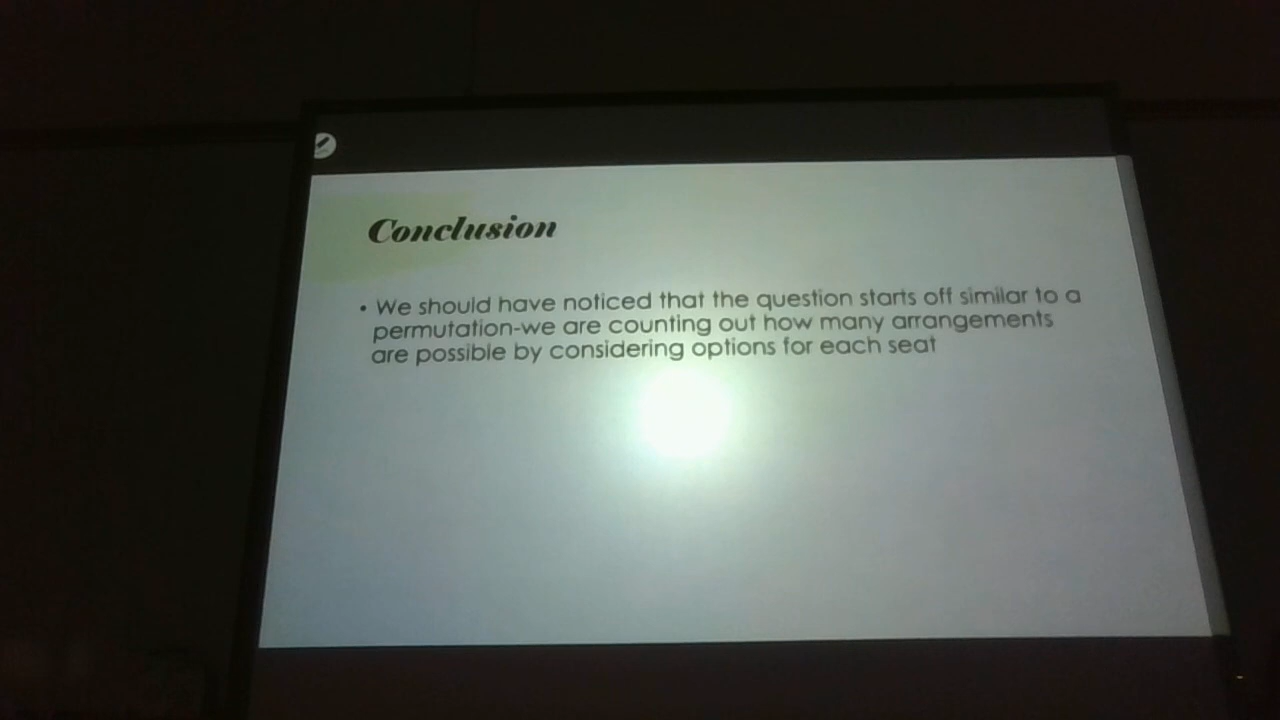 Conclusion
• We should have noticed that the question starts off similar to a
permutation-we are counting out how many arrangements
are possible by considering options for each seat